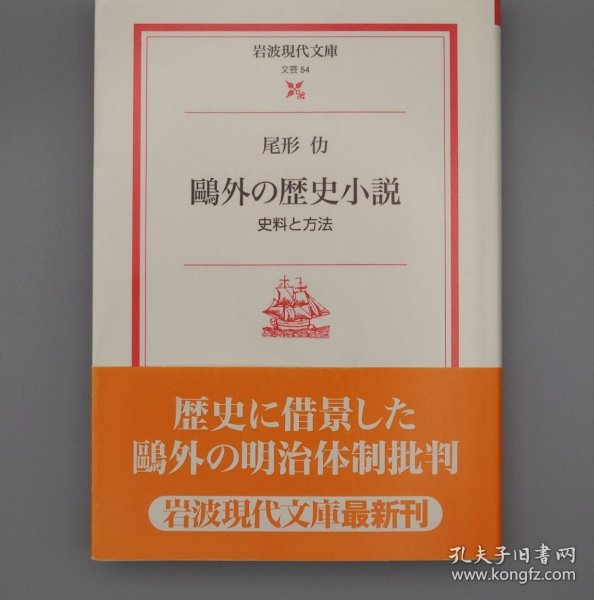 岩波現代文庫
文芸 54
尾形 仂
鷗外の歴史小説
史料と方法
歴史に借景した
鷗外の明治体制批判
岩波現代文庫最新刊
孔夫子旧书网
www.kongfz.com